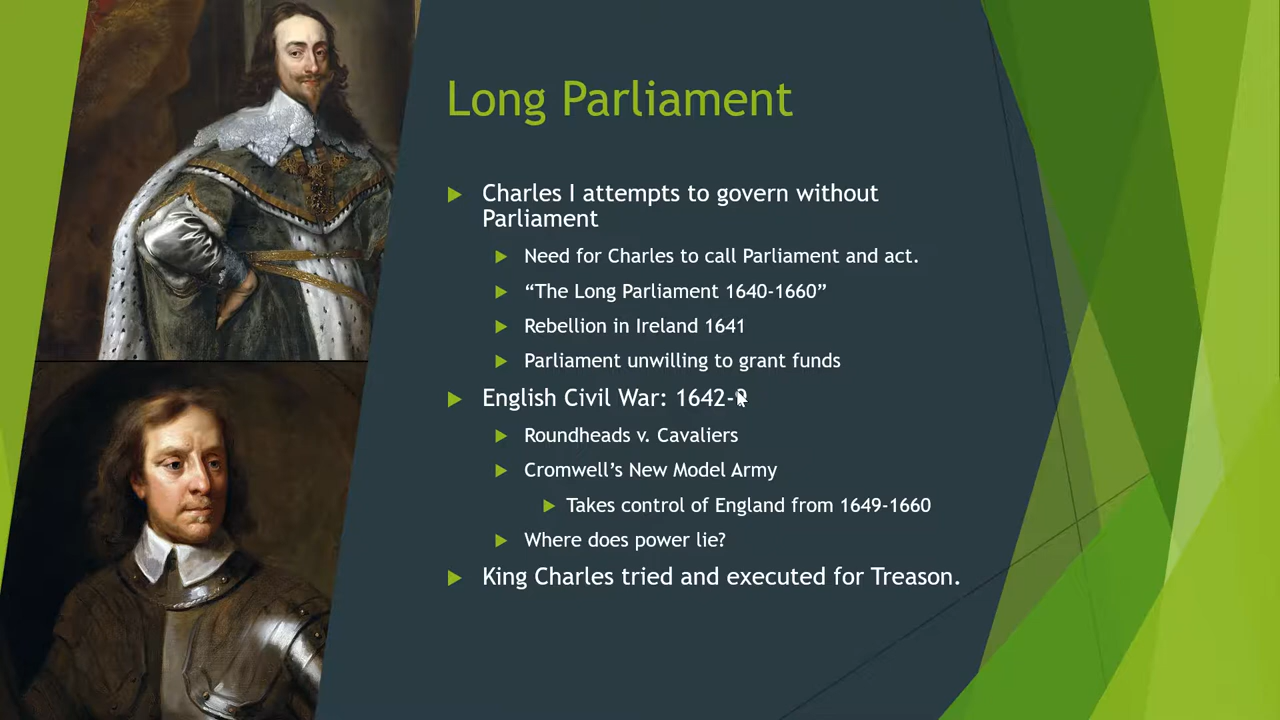 Long Parliament
Charles I attempts to govern without
Parliament
Need for Charles to call Parliament and act.
“The Long Parliament 1640-1660”
Rebellion in Ireland 1641
Parliament unwilling to grant funds
English Civil War:
Roundheads v. Cavaliers
Cromwell’s New Model Army
Takes control of England from 1649-1660
Where does power lie?
King Charles tried and executed for Treason.